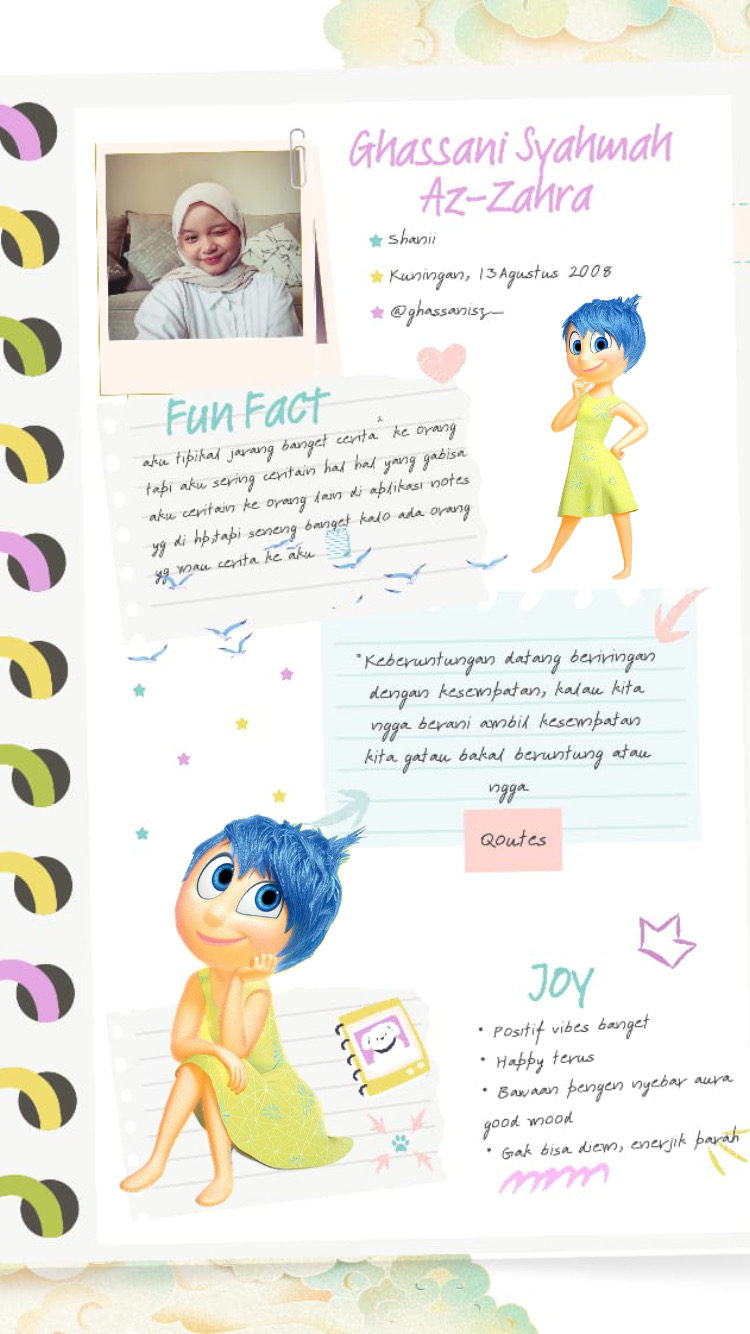 Ghassani Syahmah
Az-Zahra
Shanii
Kuningan, 13 Agustus 2008
@ghassanisz_
Fun Fact
aku tipikal jarang banget cerita² ke orang
tapi aku sering ceritain hal hal yang gabisa
aku ceritain ke orang lain di aplikasi notes
yg di hp,tapi seneng banget kalo ada orang
yg mau cerita ke aku
"Keberuntungan datang beriringan
dengan kesempatan, kalau kita
ngga berani ambil kesempatan
kita gatau bakal beruntung atau
ngga
Qoutes
Joy
• Positif vibes banget
• Happy terus
• Bawaan pengen nyebar aura
good mood
• Gak bisa diem, enerjik parah